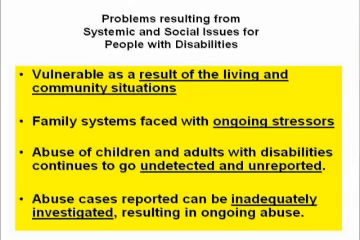 Problems resulting from
Systemic and Social Issues for
People with Disabilities
• Vulnerable as a result of the living and
community situations
• Family systems faced with ongoing stressors
• Abuse of children and adults with disabilities
continues to go undetected and unreported.
• Abuse cases reported can be inadequately
investigated, resulting in ongoing abuse.